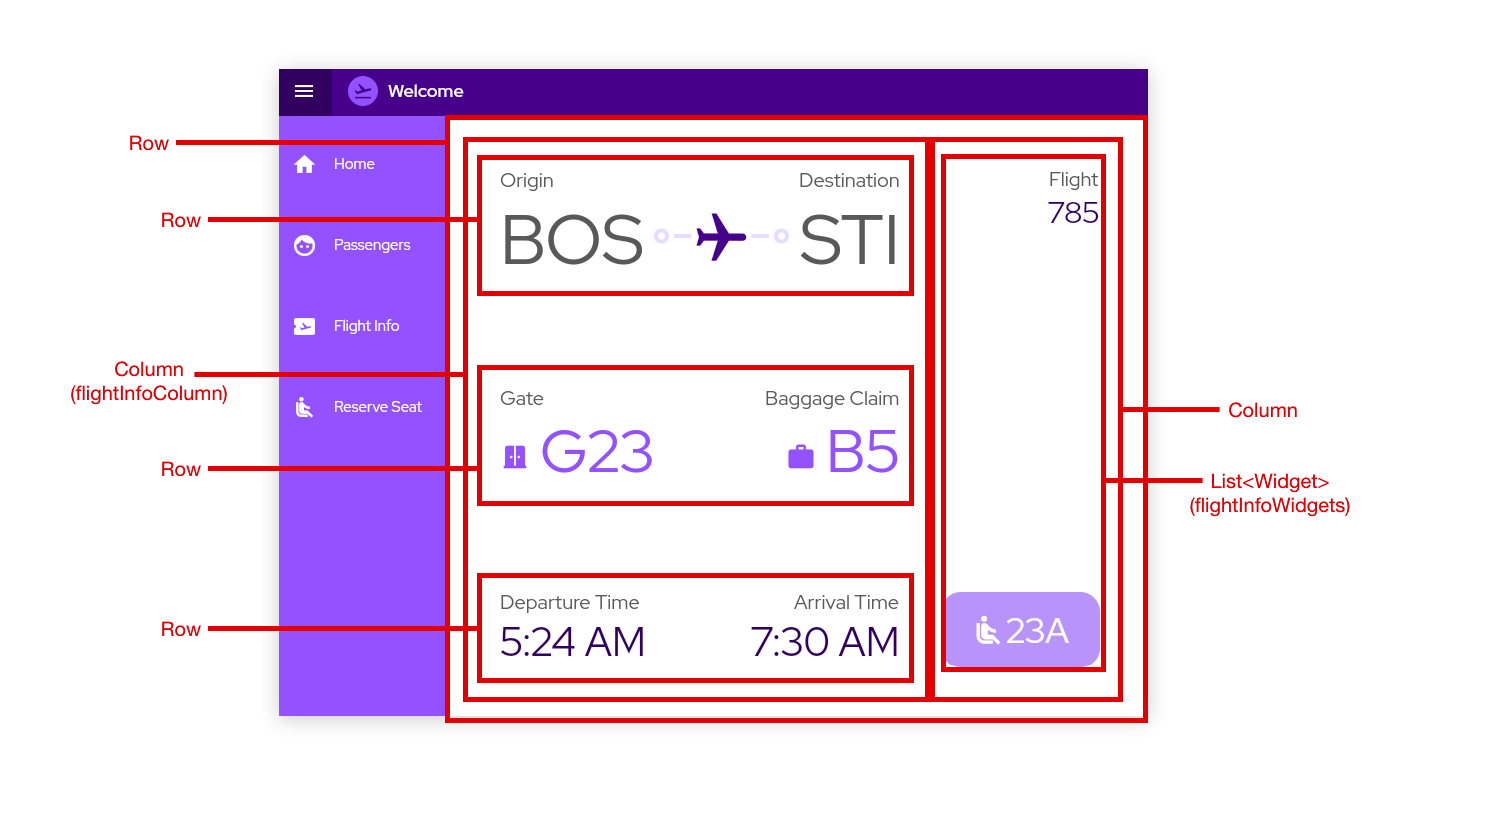 Welcome
Row
Home
Row
Passengers
Flight Info
Column
(flightInfoColumn)
Reserve Seat
Row
Row
Origin Destination
BOS STI
Gate Baggage Claim
G23 B5
Departure Time Arrival Time
5:24 AM 7:30 AM
Flight
785
23A
Column
List<Widget>
(flightInfoWidgets)